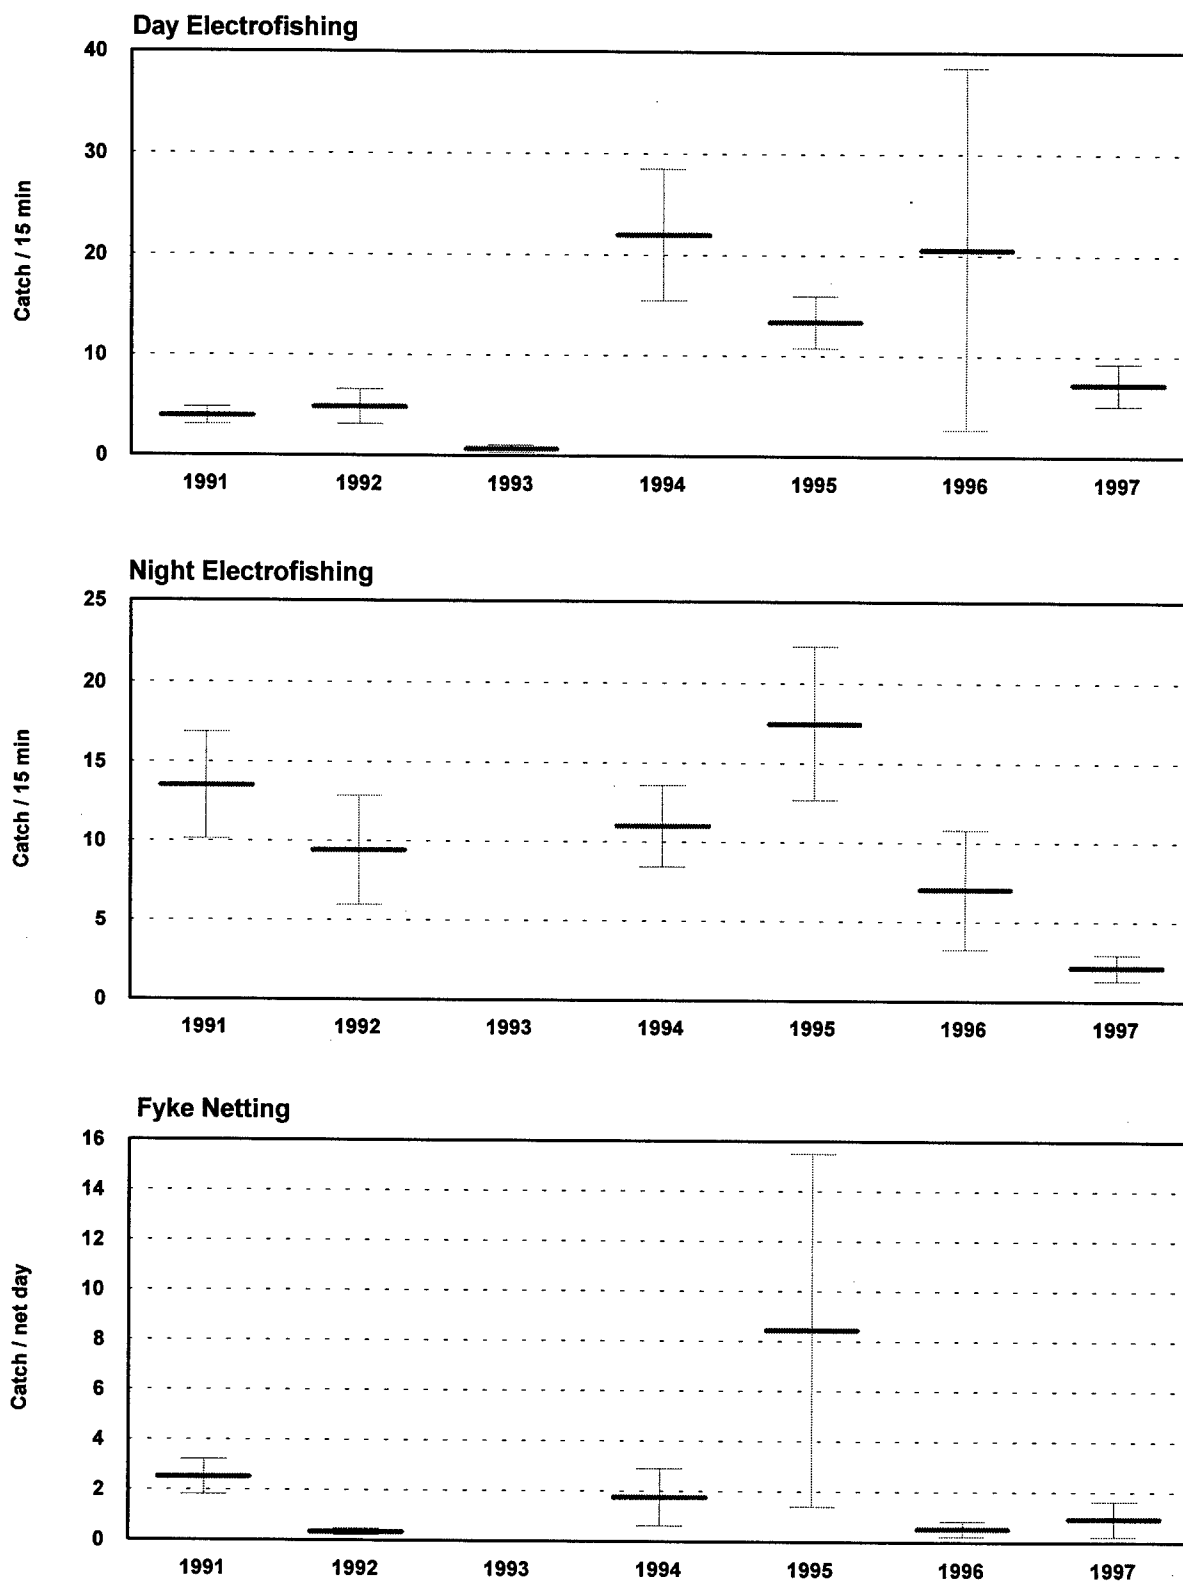 Day Electrofishing
40
30
20
10
0
Catch / 15 min
1991 1992 1993 1994 1995 1996 1997
Night Electrofishing
25
20
15
10
5
0
Catch / 15 min
1991 1992 1993 1994 1995 1996 1997
Fyke Netting
16
14
12
10
8
6
4
2
0
Catch / net day
1991 1992 1993 1994 1995 1996 1997